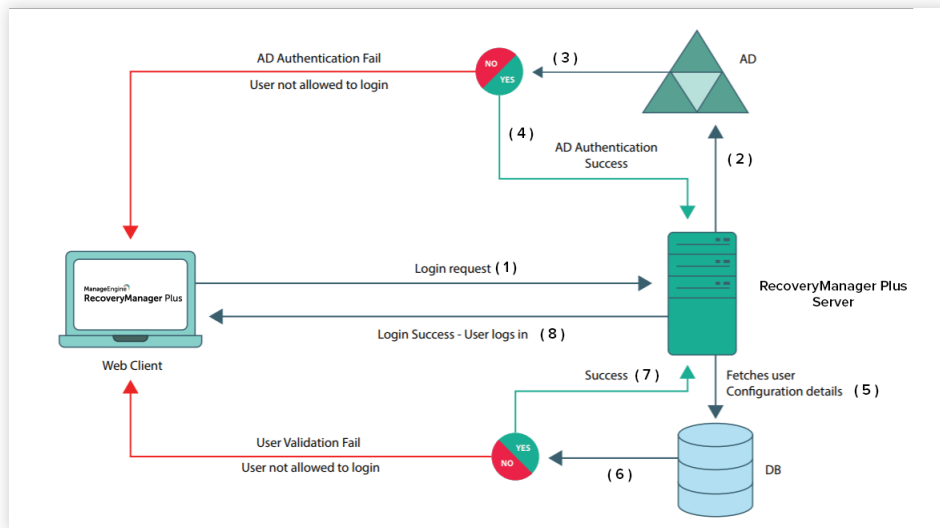 AD Authentication Fail
User not allowed to login
NO
YES
( 3 )
AD
( 4 )
AD Authentication
Success
( 2 )
ManageEngine
RecoveryManager Plus
Web Client
Login request ( 1 )
Login Success - User logs in ( 8 )
RecoveryManager Plus
Server
Success ( 7 )
Fetches user
Configuration details ( 5 )
User Validation Fail
User not allowed to login
YES
NO
( 6 )
DB